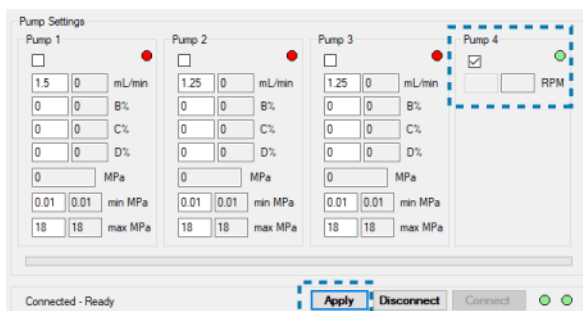 Pump Settings
Pump 1 Pump 2 Pump 3 Pump 4
1.5 0 mL/min 1.25 0 mL/min 1.25 0 mL/min RPM
0 0 B% 0 0 B% 0 0 B%
0 0 C% 0 0 C% 0 0 C%
0 0 D% 0 0 D% 0 0 D%
0 MPa 0 MPa 0 MPa
0.01 0.01 min MPa 0.01 0.01 min MPa 0.01 0.01 min MPa
18 18 max MPa 18 18 max MPa 18 18 max MPa
Connected - Ready Apply Disconnect Connect